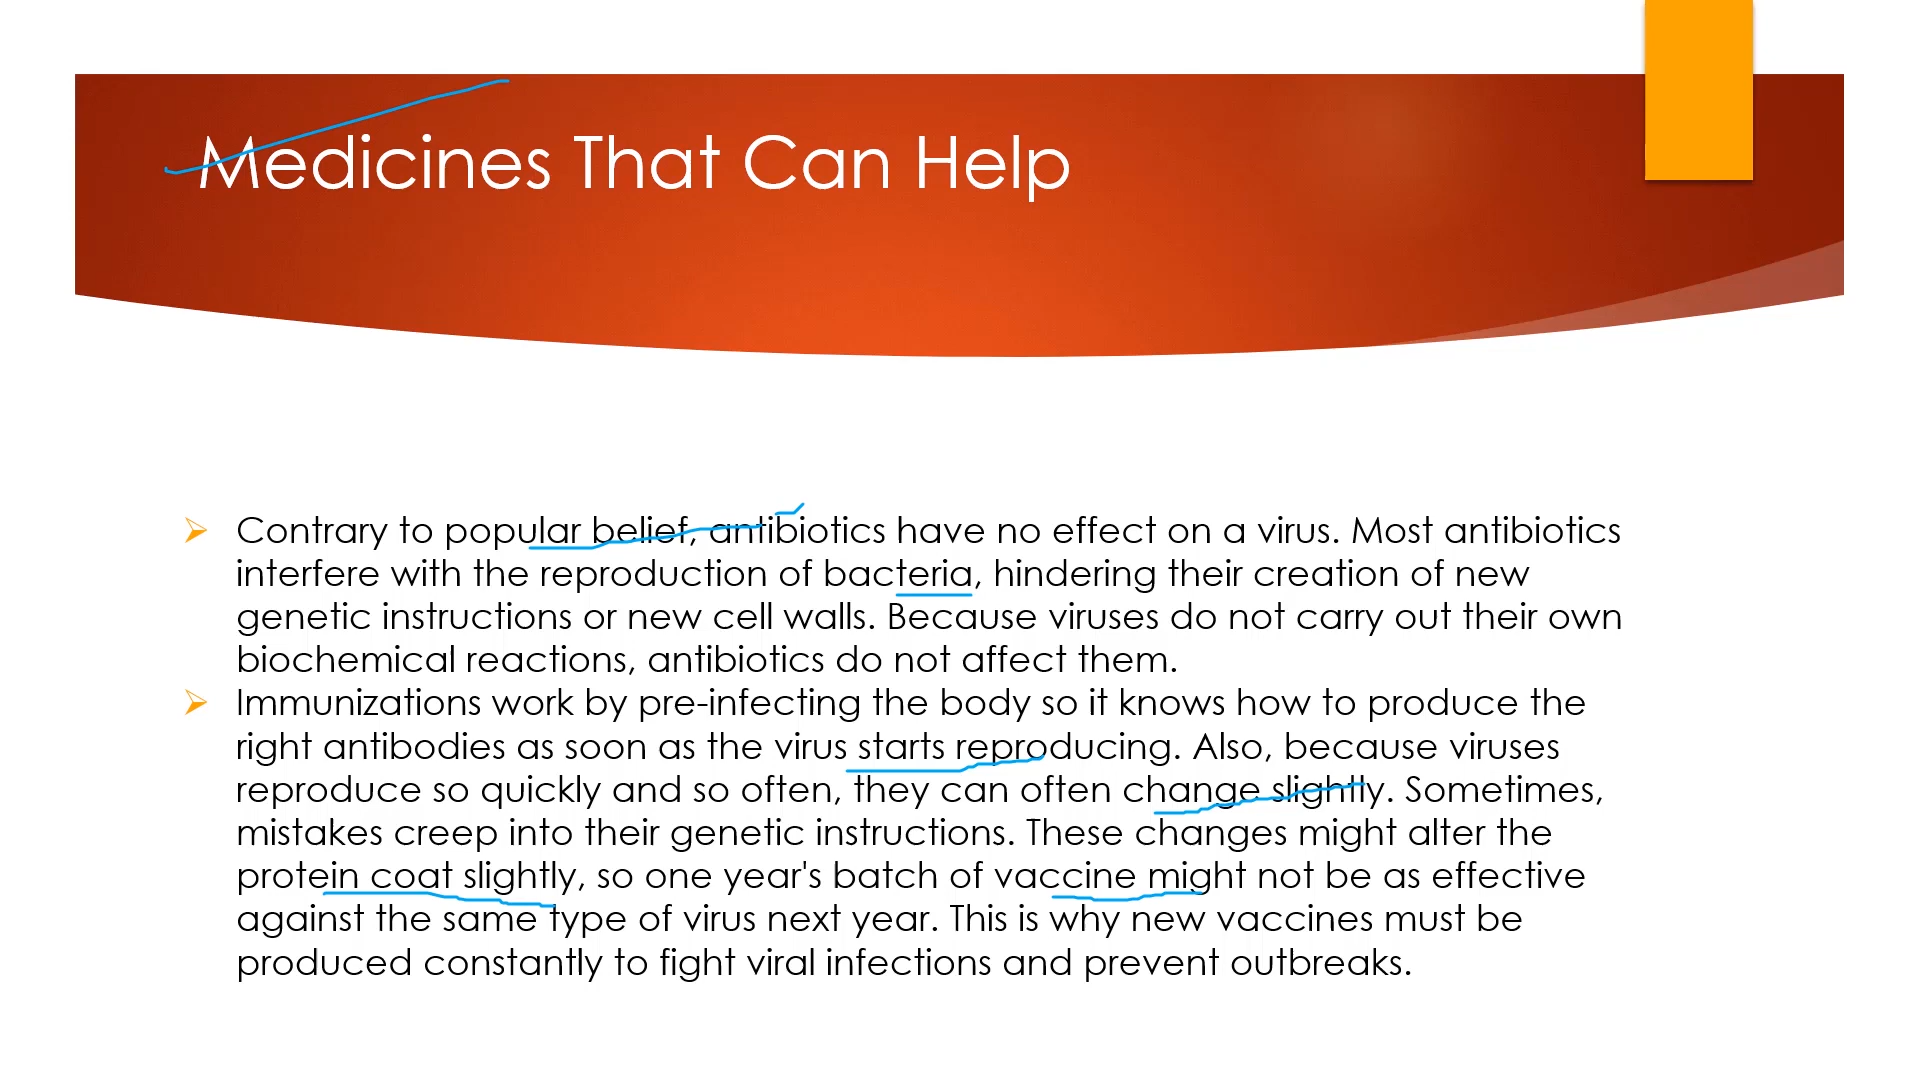 Medicines That Can Help
Contrary to popular belief, antibiotics have no effect on a virus. Most antibiotics
interfere with the reproduction of bacteria, hindering their creation of new
genetic instructions or new cell walls. Because viruses do not carry out their own
biochemical reactions, antibiotics do not affect them.
Immunizations work by pre-infecting the body so it knows how to produce the
right antibodies as soon as the virus starts reproducing. Also, because viruses
reproduce so quickly and so often, they can often change slightly. Sometimes,
mistakes creep into their genetic instructions. These changes might alter the
protein coat slightly, so one year's batch of vaccine might not be as effective
against the same type of virus next year. This is why new vaccines must be
produced constantly to fight viral infections and prevent outbreaks.